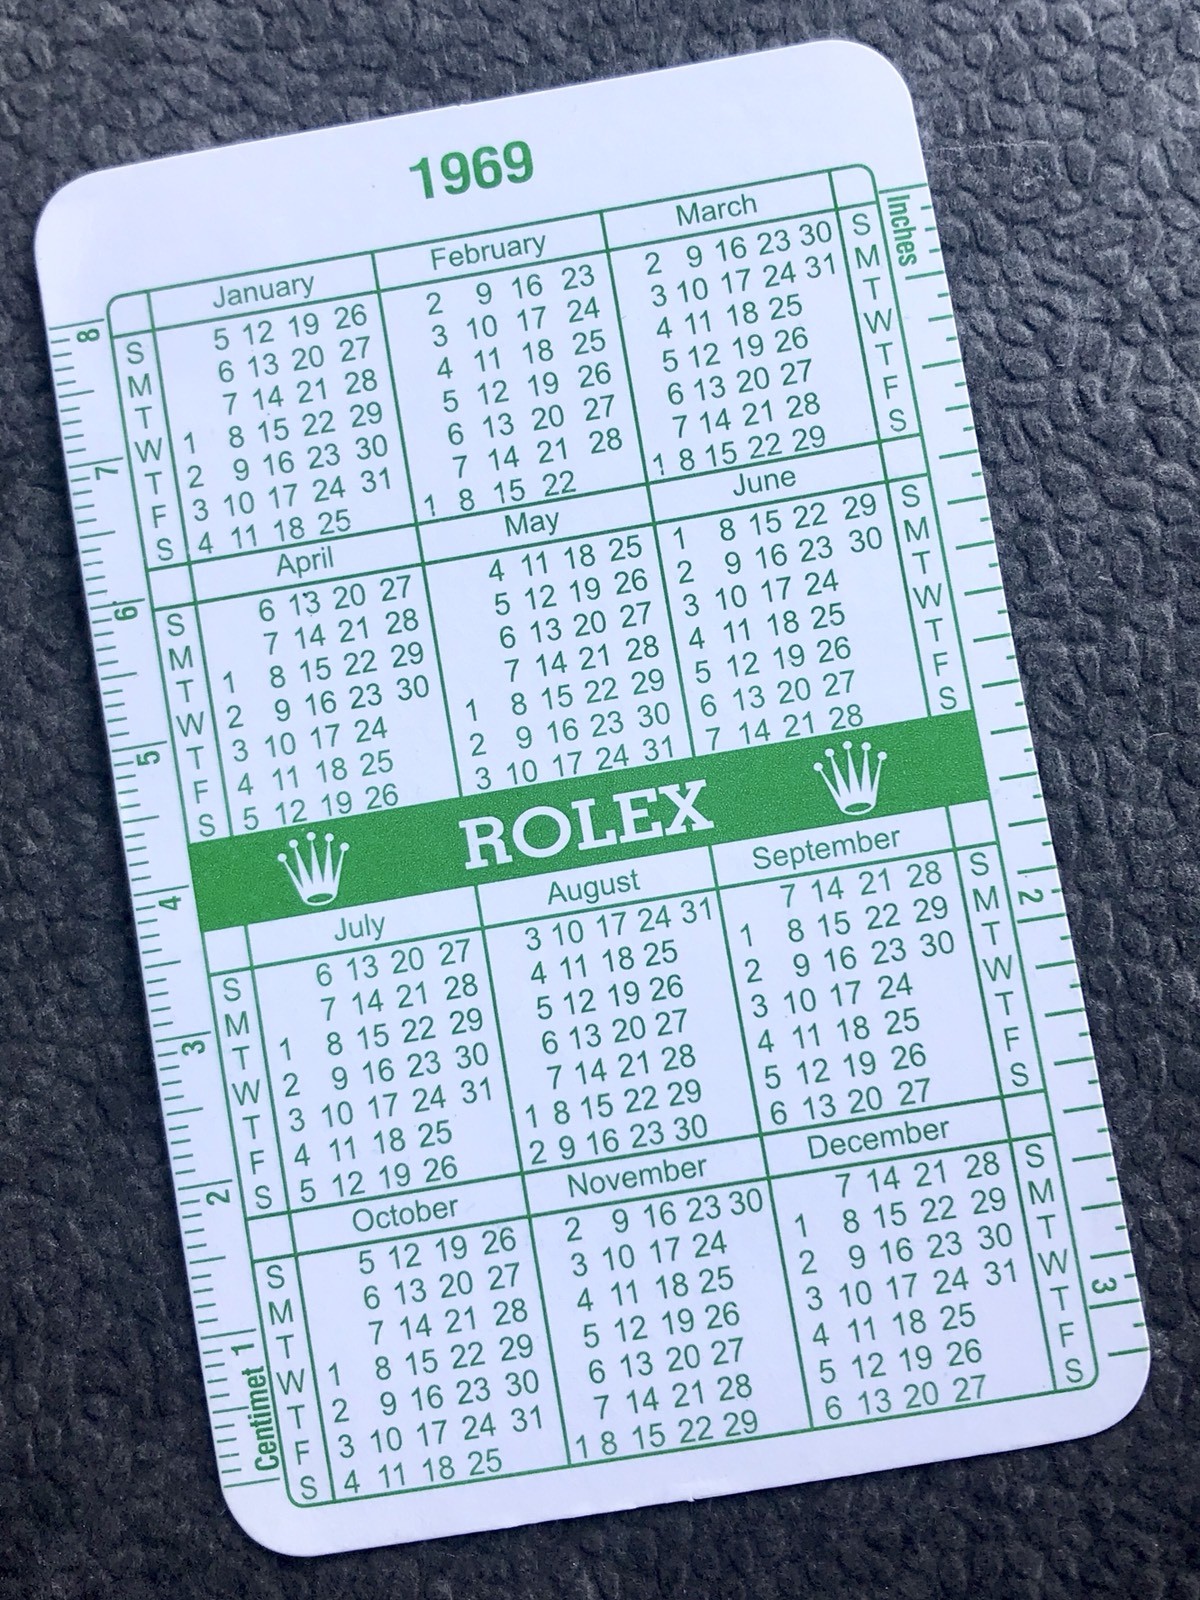 1969
January February March
S 5 12 19 26 2 9 16 23 2 9 16 23 30 S
M 6 13 20 27 3 10 17 24 3 10 17 24 31 M
T 7 14 21 28 4 11 18 25 4 11 18 25 T
W 1 8 15 22 29 5 12 19 26 5 12 19 26 W
T 2 9 16 23 30 6 13 20 27 6 13 20 27 T
F 3 10 17 24 31 7 14 21 28 7 14 21 28 F
S 4 11 18 25 1 8 15 22 1 8 15 22 29 S
April May June
S 6 13 20 27 4 11 18 25 1 8 15 22 29 S
M 7 14 21 28 5 12 19 26 2 9 16 23 30 M
T 1 8 15 22 29 6 13 20 27 3 10 17 24 T
W 2 9 16 23 30 7 14 21 28 4 11 18 25 W
T 3 10 17 24 1 8 15 22 29 5 12 19 26 T
F 4 11 18 25 2 9 16 23 30 6 13 20 27 F
S 5 12 19 26 3 10 17 24 31 7 14 21 28 S
ROLEX
July August September
S 6 13 20 27 3 10 17 24 31 7 14 21 28 S
M 7 14 21 28 4 11 18 25 1 8 15 22 29 M
T 1 8 15 22 29 5 12 19 26 2 9 16 23 30 T
W 2 9 16 23 30 6 13 20 27 3 10 17 24 W
T 3 10 17 24 31 7 14 21 28 4 11 18 25 T
F 4 11 18 25 1 8 15 22 29 5 12 19 26 F
S 5 12 19 26 2 9 16 23 30 6 13 20 27 S
October November December
S 5 12 19 26 2 9 16 23 30 7 14 21 28 S
M 6 13 20 27 3 10 17 24 1 8 15 22 29 M
T 7 14 21 28 4 11 18 25 2 9 16 23 30 T
W 1 8 15 22 29 5 12 19 26 3 10 17 24 31 W
T 2 9 16 23 30 6 13 20 27 4 11 18 25 T
F 3 10 17 24 31 7 14 21 28 5 12 19 26 F
S 4 11 18 25 1 8 15 22 29 6 13 20 27 S
Centimet 1 2 3 4 5 6 7 8
Inches 2 3